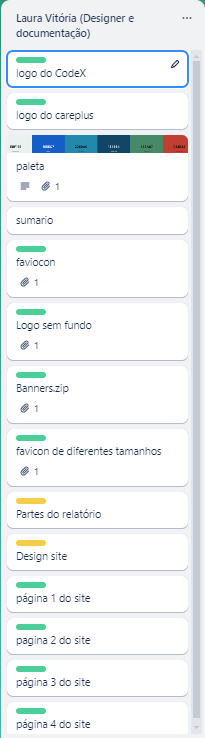 Laura Vitória (Designer e
documentação)
logo do CodeX
logo do careplus
paleta
1
sumario
faviocon
1
Logo sem fundo
1
Banners.zip
1
favicon de diferentes tamanhos
1
Partes do relatório
Design site
página 1 do site
pagina 2 do site
página 3 do site
página 4 do site